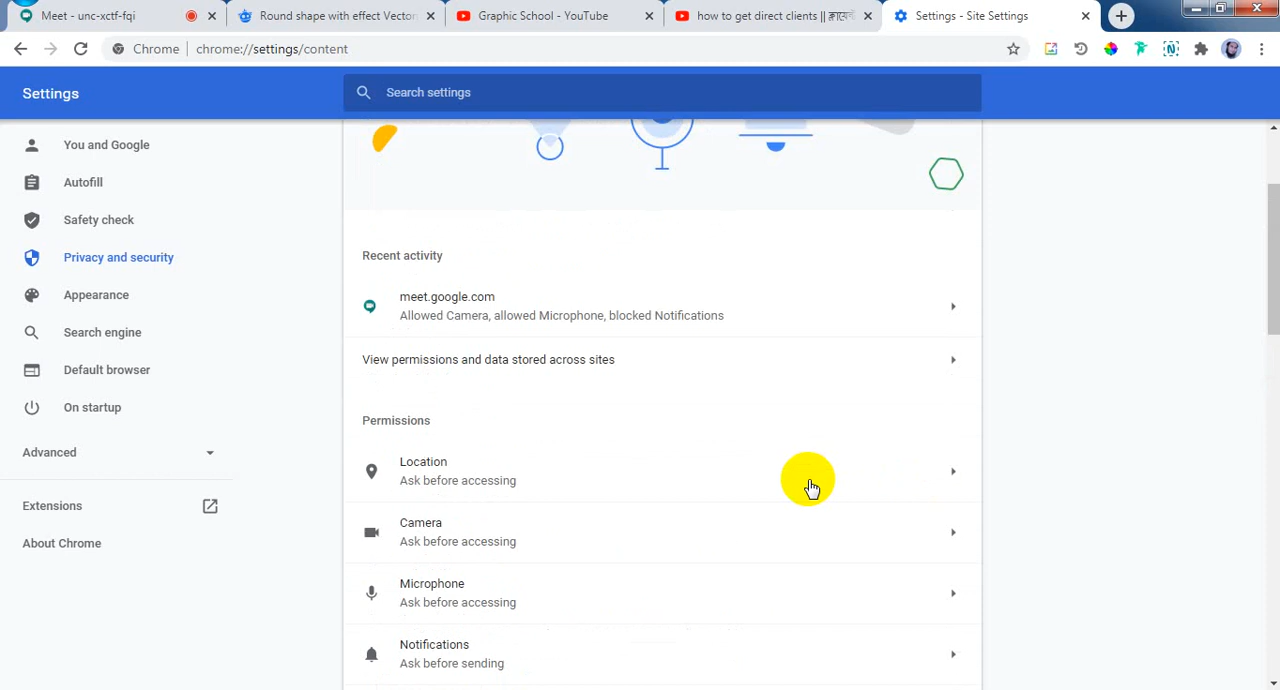 Meet - unc-xctf-fqi
Round shape with effect Vector
Graphic School - YouTube
how to get direct clients || ক্লায়েন্ট
Settings - Site Settings
Chrome
chrome://settings/content
Settings
Search settings
You and Google
Autofill
Safety check
Privacy and security
Appearance
Search engine
Default browser
On startup
Advanced
Extensions
About Chrome
Recent activity
meet.google.com
Allowed Camera, allowed Microphone, blocked Notifications
View permissions and data stored across sites
Permissions
Location
Ask before accessing
Camera
Ask before accessing
Microphone
Ask before accessing
Notifications
Ask before sending